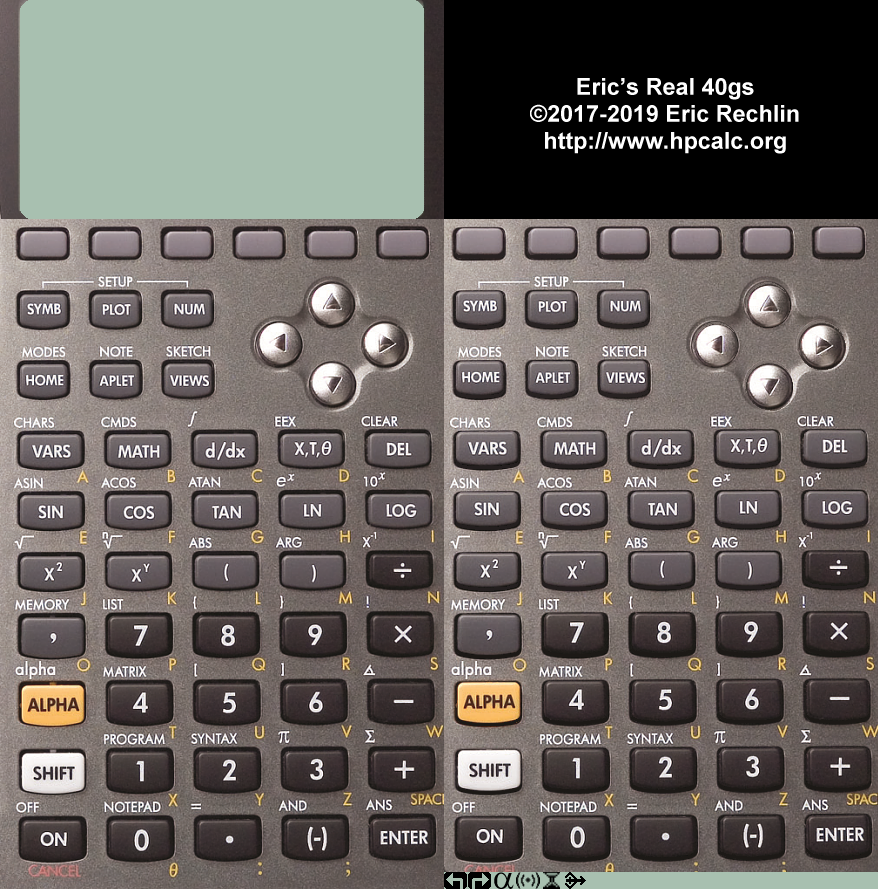 Eric’s Real 40gs
©2017-2019 Eric Rechlin
http://www.hpcalc.org
SETUP
SYMB PLOT NUM
MODES NOTE SKETCH
HOME APLET VIEWS
CHARS CMDS ∫ EEX CLEAR
VARS MATH d/dx X,T,θ DEL
ASIN A ACOS B ATAN C eˣ D 10ˣ
SIN COS TAN LN LOG
√ E ⁿ√ F ABS G ARG H X⁻¹ I
X² Xʸ ( ) ÷
MEMORY J LIST K { L } M ! N
, 7 8 9 ×
alpha O MATRIX P [ Q ] R ∡ S
ALPHA 4 5 6 −
PROGRAM T SYNTAX U π V Σ W
SHIFT 1 2 3 +
OFF NOTEPAD X = Y AND Z ANS SPAC
ON 0 • (-) ENTER
CANCEL θ : ;
SETUP
SYMB PLOT NUM
MODES NOTE SKETCH
HOME APLET VIEWS
CHARS CMDS ∫ EEX CLEAR
VARS MATH d/dx X,T,θ DEL
ASIN A ACOS B ATAN C eˣ D 10ˣ
SIN COS TAN LN LOG
√ E ⁿ√ F ABS G ARG H X⁻¹ I
X² Xʸ ( ) ÷
MEMORY J LIST K { L } M ! N
, 7 8 9 ×
alpha O MATRIX P [ Q ] R ∡ S
ALPHA 4 5 6 −
PROGRAM T SYNTAX U π V Σ W
SHIFT 1 2 3 +
OFF NOTEPAD X = Y AND Z ANS SPAC
ON 0 • (-) ENTER
α